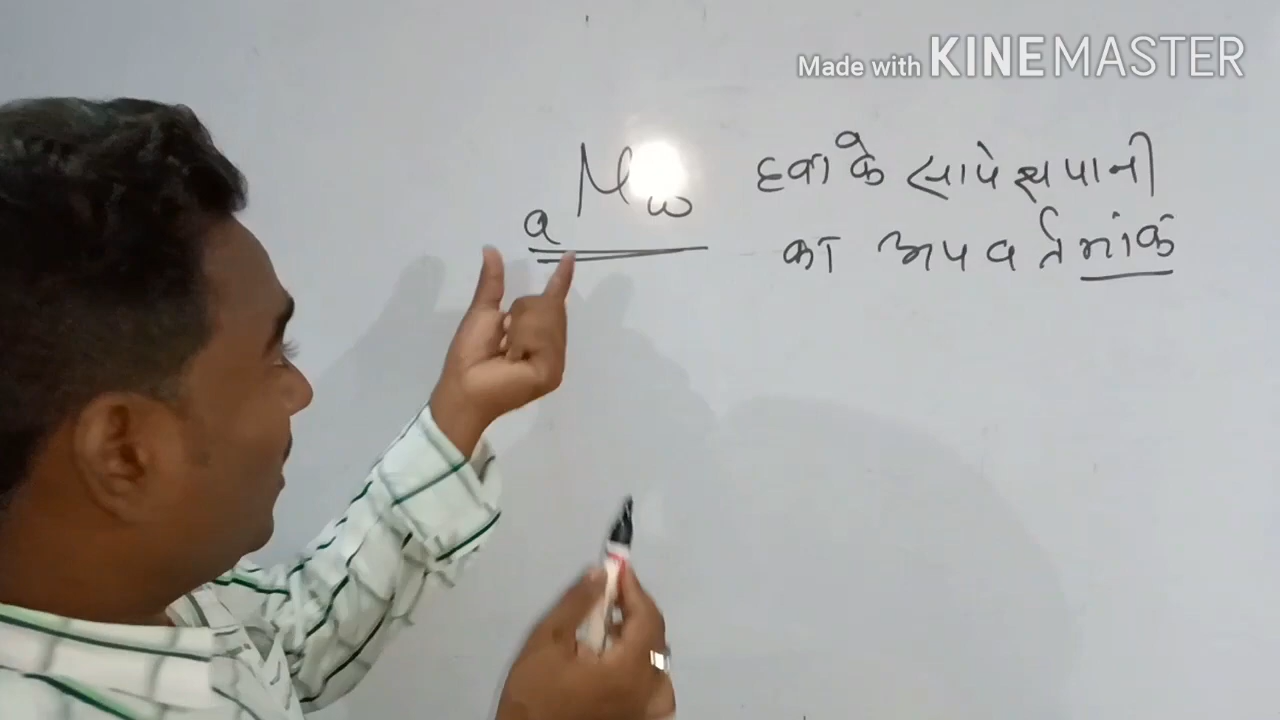 Made with KINEMASTER
aMw हवा के सापेक्ष पानी
का अपवर्तनांक